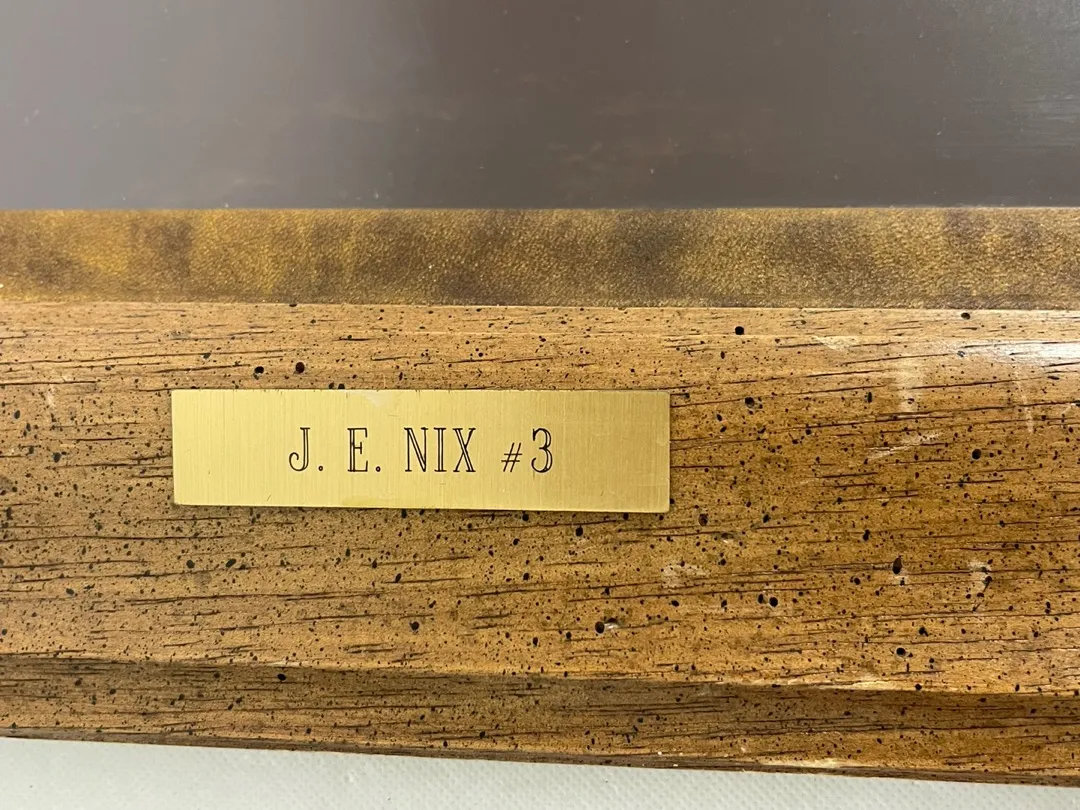 J. E. NIX #3